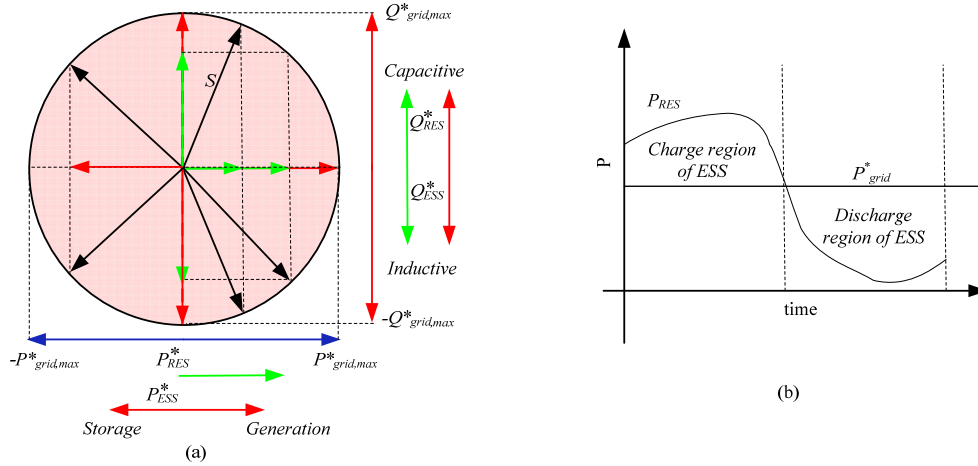 Q*grid,max
S
Capacitive
Q*RES
Q*ESS
Inductive
-Q*grid,max
-P*grid,max
P*RES
P*grid,max
P*ESS
Storage
Generation
(a)
P
PRES
Charge region
of ESS
P*grid
Discharge
region of ESS
time
(b)